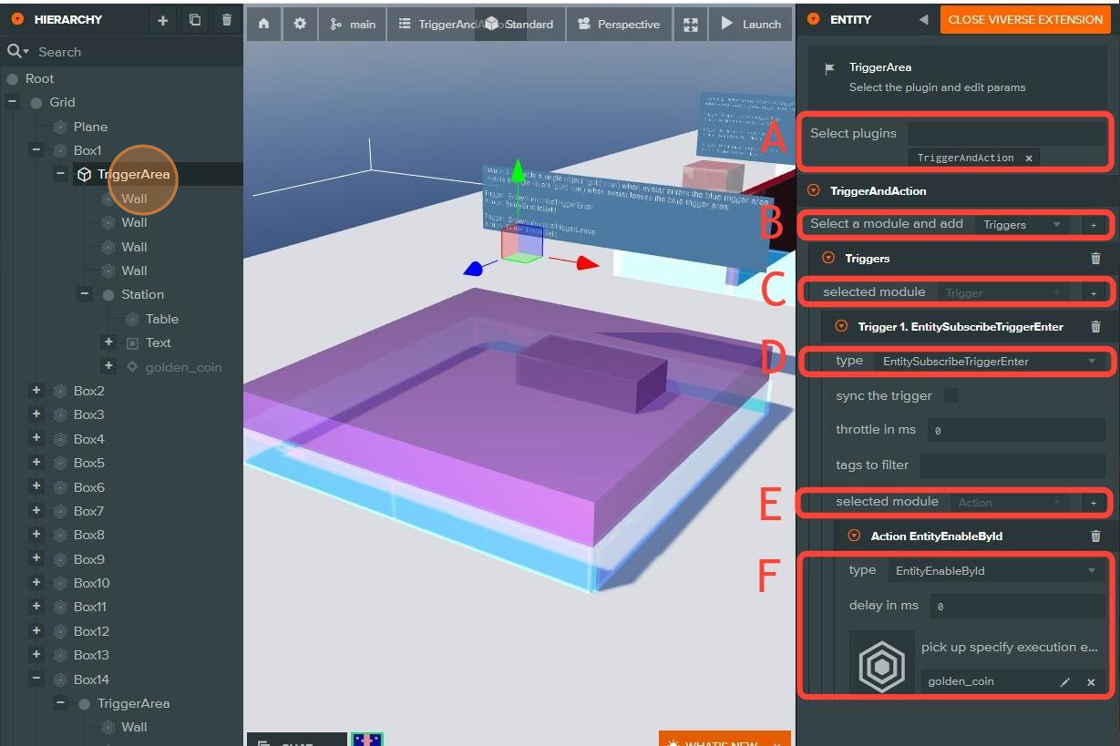 HIERARCHY
Search
Root
Grid
Plane
Box1
TriggerArea
Wall
Wall
Wall
Wall
Station
Table
Text
golden_coin
Box2
Box3
Box4
Box5
Box6
Box7
Box8
Box9
Box10
Box11
Box12
Box13
Box14
TriggerArea
Wall
main
Standard
Perspective
Launch
CHAT
WHAT'S NEW
A
B
C
D
E
F
ENTITY
CLOSE VIVERSE EXTENSION
TriggerArea
Select the plugin and edit params
Select plugins
TriggerAndAction ×
TriggerAndAction
Select a module and add Triggers +
Triggers
selected module Trigger +
Trigger 1. EntitySubscribeTriggerEnter
type EntitySubscribeTriggerEnter
sync the trigger
throttle in ms 0
tags to filter
selected module Action +
Action EntityEnableById
type EntityEnableById
delay in ms 0
pick up specify execution e...
golden_coin